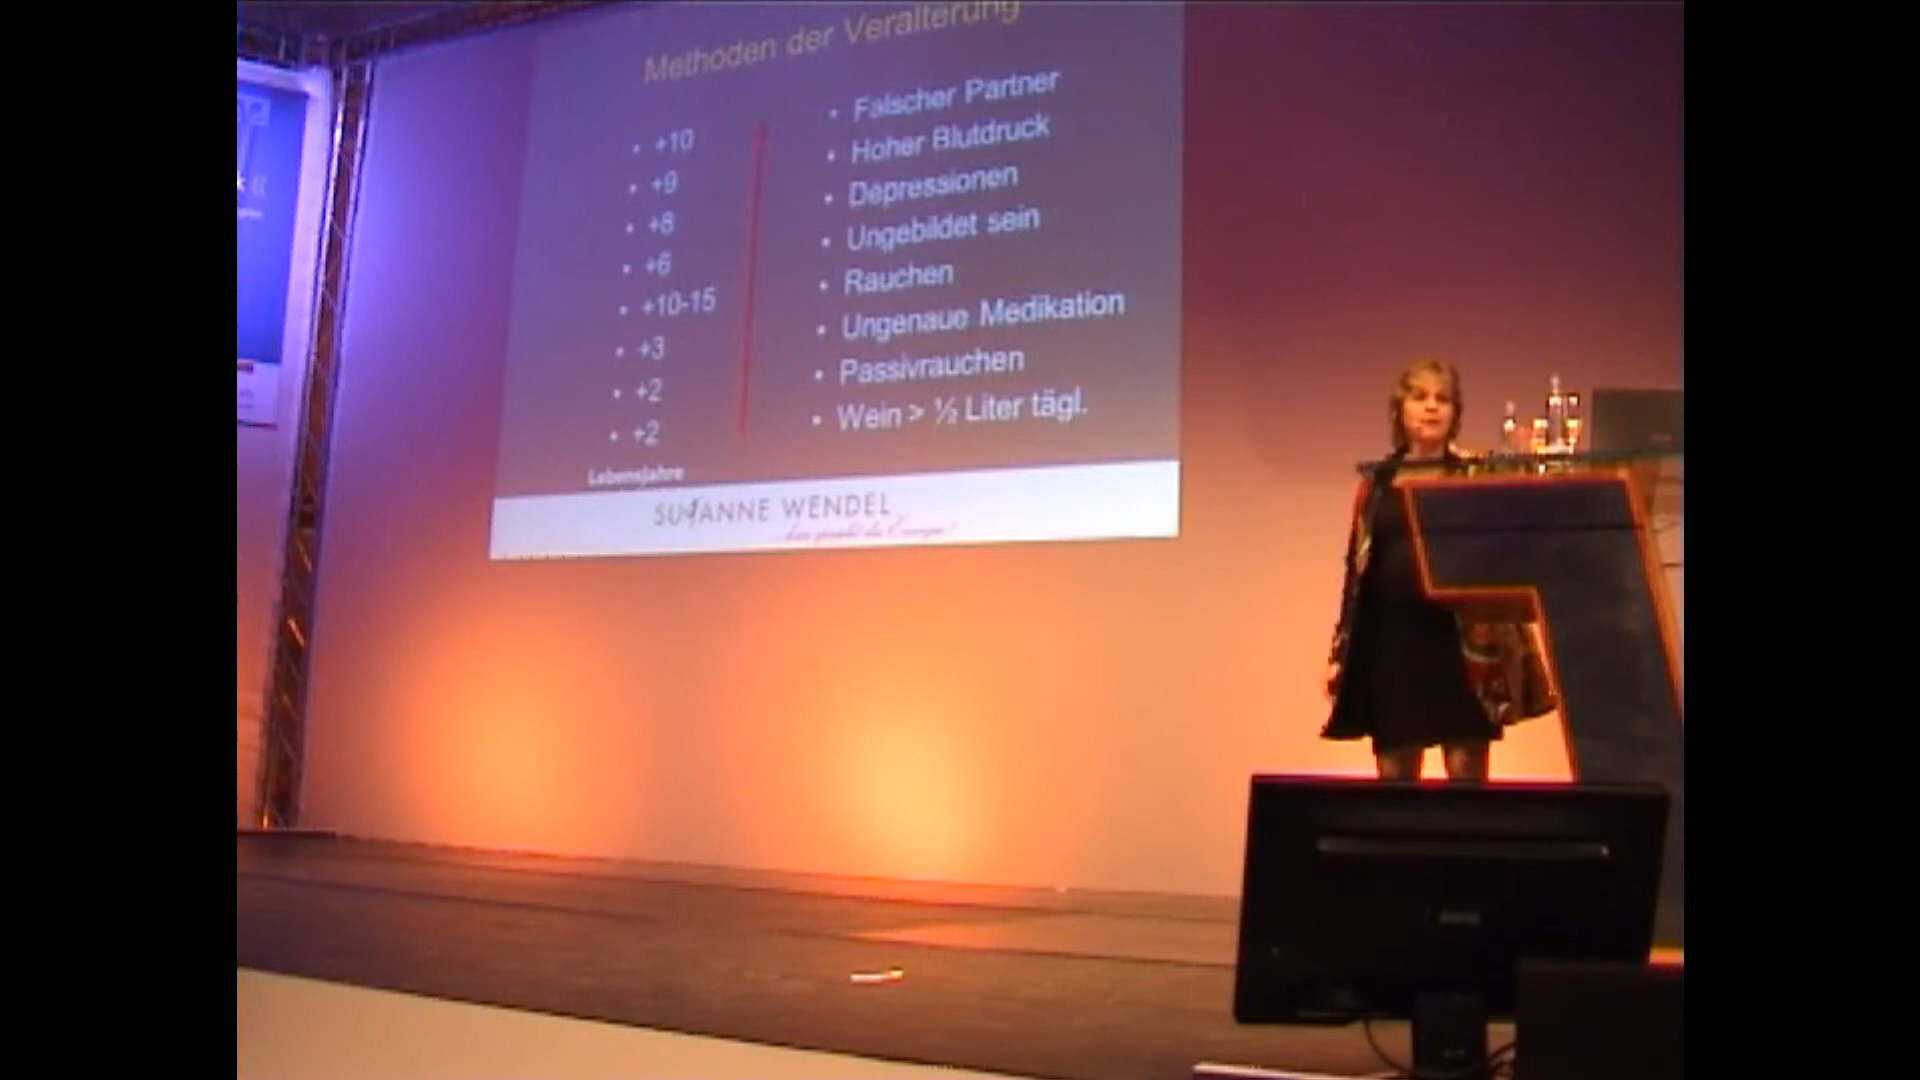 Methoden der Veralterung
+10
+9
+8
+6
+10-15
+3
+2
+2
Lebensjahre
Falscher Partner
Hoher Blutdruck
Depressionen
Ungebildet sein
Rauchen
Ungenaue Medikation
Passivrauchen
Wein > ½ Liter tägl.
SUSANNE WENDEL
BENQ